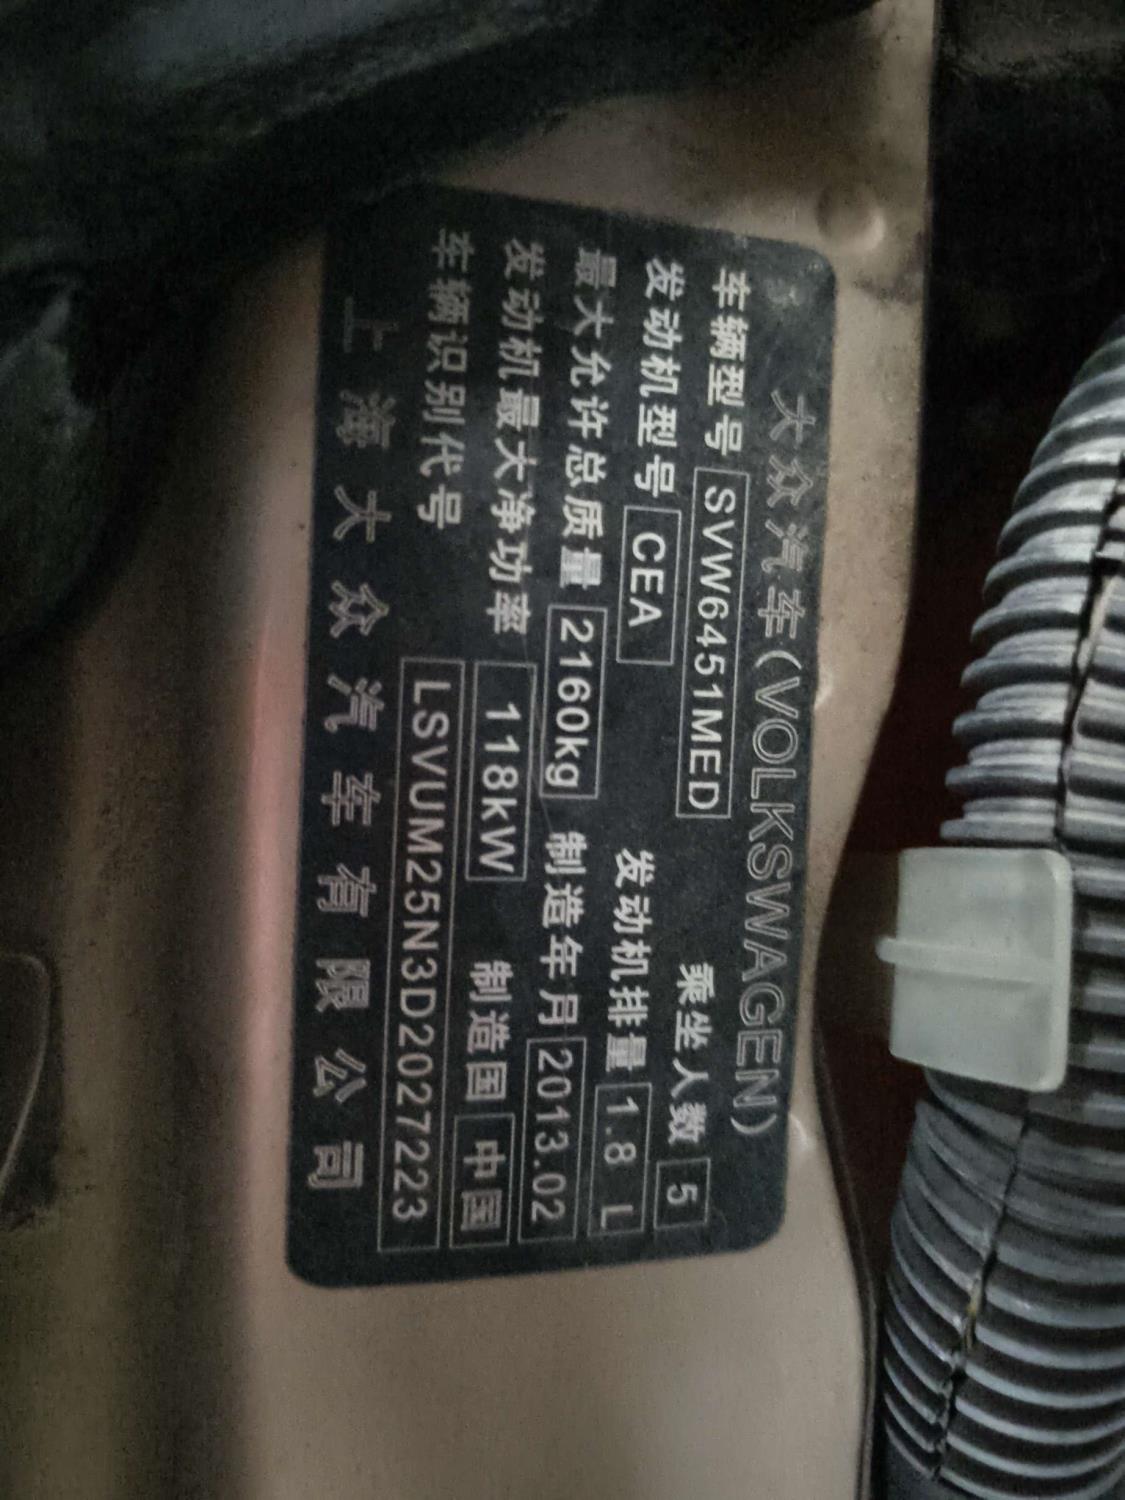 大众汽车(VOLKSWAGEN)
车辆型号 SVW6451MED 乘坐人数 5
发动机型号 CEA 发动机排量 1.8 L
最大允许总质量 2160kg 制造年月 2013.02
发动机最大净功率 118kW 制造国 中国
车辆识别代号 LSVUM25N3D2027223
上海大众汽车有限公司